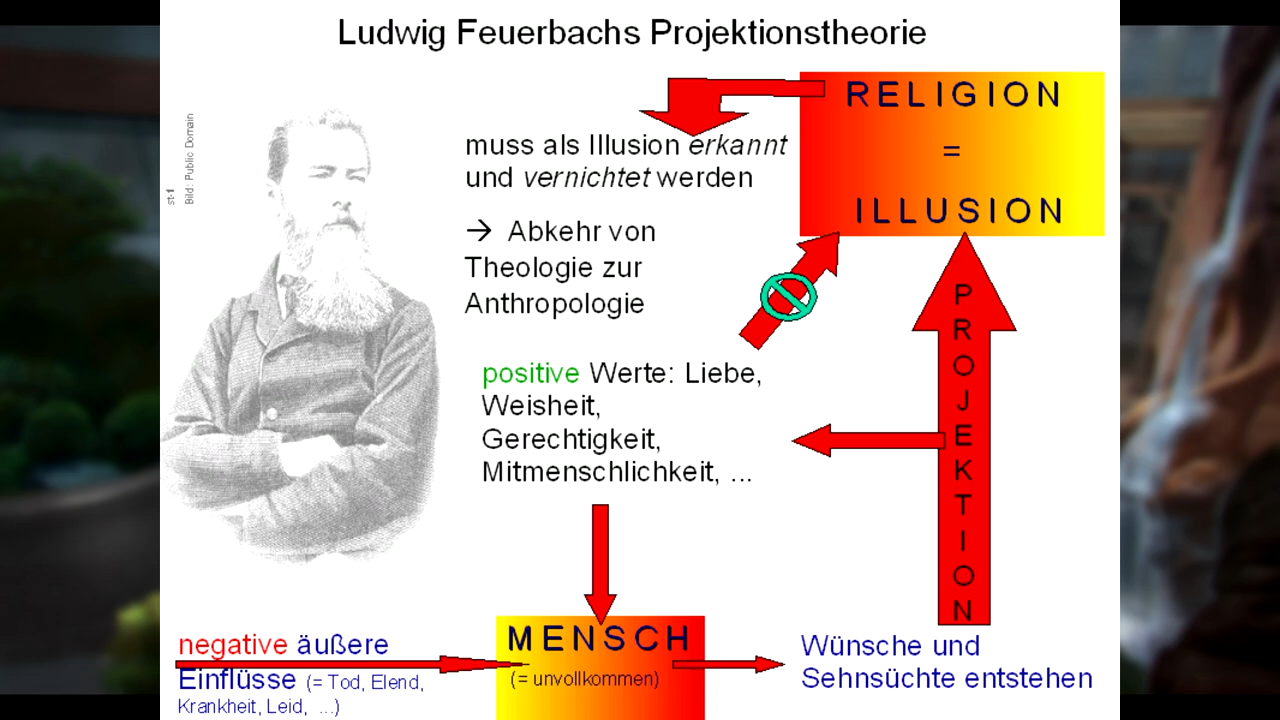 Ludwig Feuerbachs Projektionstheorie
st-1
Bild: Public Domain
RELIGION
=
ILLUSION
muss als Illusion erkannt
und vernichtet werden
→ Abkehr von
Theologie zur
Anthropologie
positive Werte: Liebe,
Weisheit,
Gerechtigkeit,
Mitmenschlichkeit, ...
PROJEKTION
negative äußere
Einflüsse (= Tod, Elend,
Krankheit, Leid, ...)
MENSCH
(= unvollkommen)
Wünsche und
Sehnsüchte entstehen